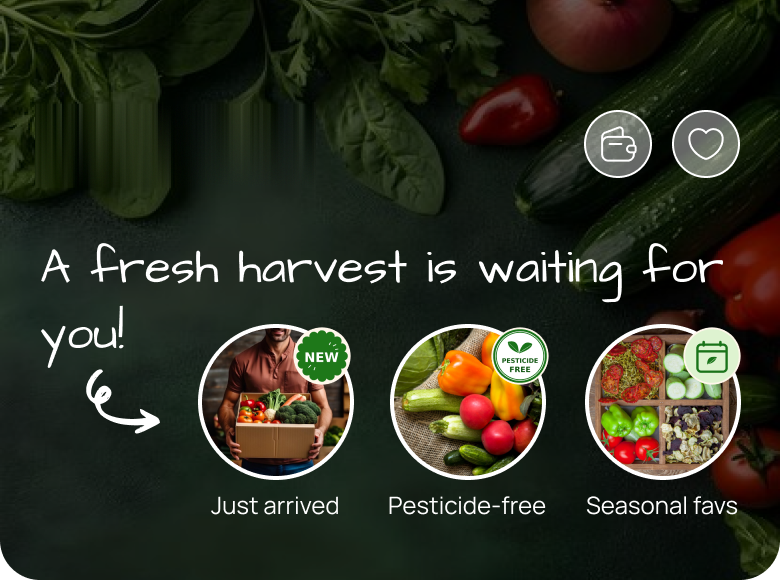 A fresh harvest is waiting for
you!
NEW
PESTICIDE
FREE
Just arrived
Pesticide-free
Seasonal favs